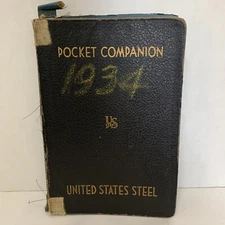 POCKET COMPANION
1934
US
UNITED STATES STEEL